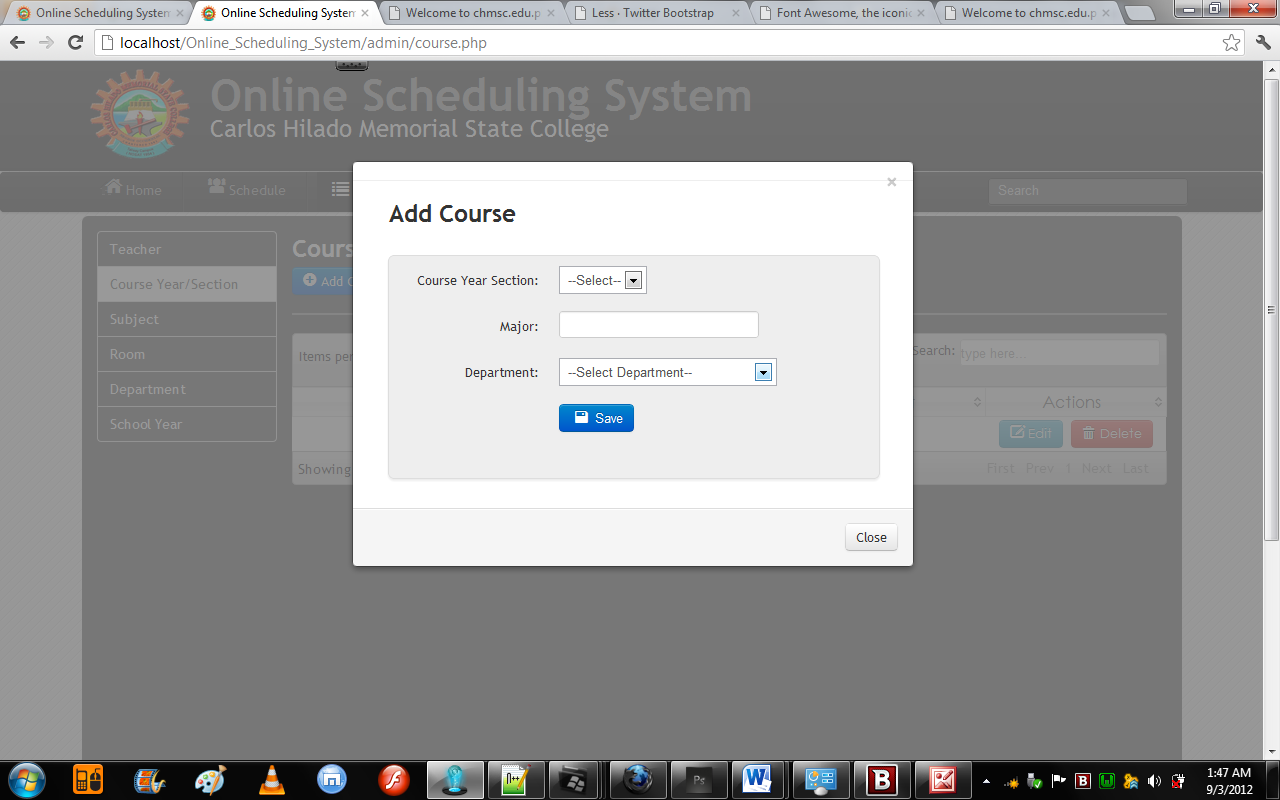 Online Scheduling System
Online Scheduling System
Welcome to chmsc.edu.p
Less · Twitter Bootstrap
Font Awesome, the iconic
Welcome to chmsc.edu.p
localhost/Online_Scheduling_System/admin/course.php
Online Scheduling System
Carlos Hilado Memorial State College
Home
Schedule
Search
×
Add Course
Teacher
Course Year/Section
Subject
Room
Department
School Year
Cours
Add C
Course Year Section:
--Select--
Major:
Department:
--Select Department--
Save
Items per
Search:
type here...
Actions
Edit
Delete
Showing
First Prev 1 Next Last
Close
N++
Ps
W
B
B
1:47 AM
9/3/2012